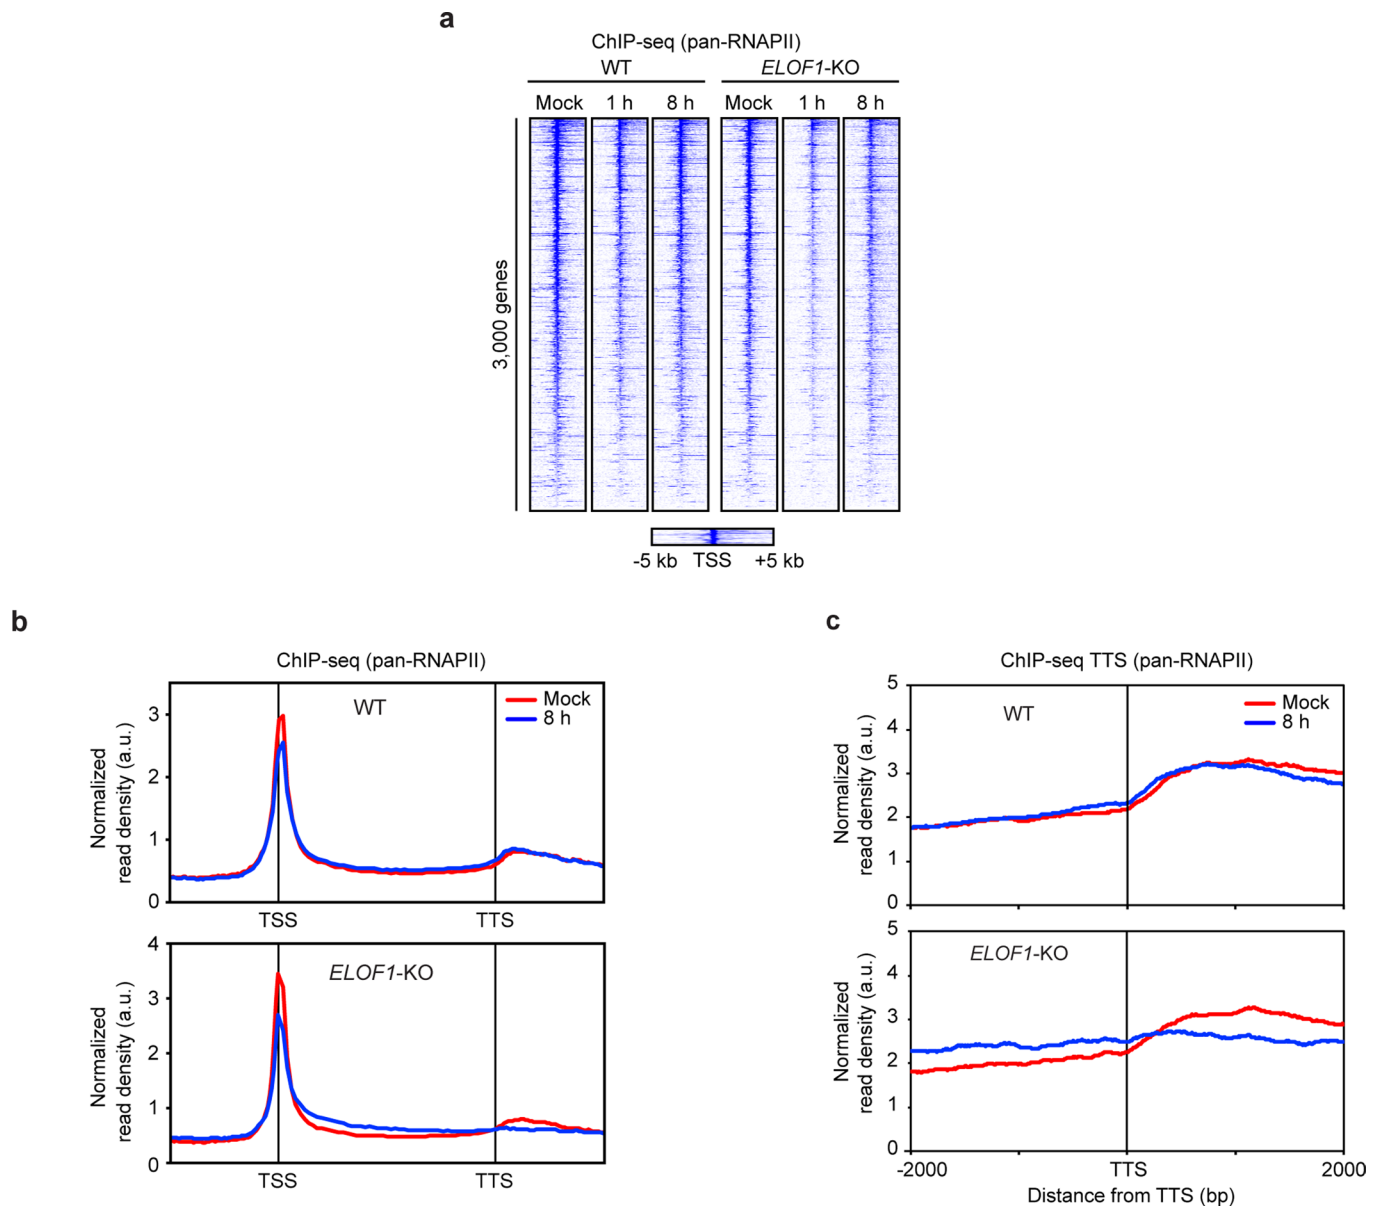 a
ChIP-seq (pan-RNAPII)
WT ELOF1-KO
Mock 1 h 8 h Mock 1 h 8 h
3,000 genes
-5 kb TSS +5 kb
b
ChIP-seq (pan-RNAPII)
WT
Mock
8 h
Normalized
read density (a.u.)
3
2
1
0
TSS TTS
ELOF1-KO
Normalized
read density (a.u.)
4
3
2
1
0
TSS TTS
c
ChIP-seq TTS (pan-RNAPII)
WT
Mock
8 h
Normalized
read density (a.u.)
5
4
3
2
1
0
ELOF1-KO
Normalized
read density (a.u.)
5
4
3
2
1
0
-2000 TTS 2000
Distance from TTS (bp)